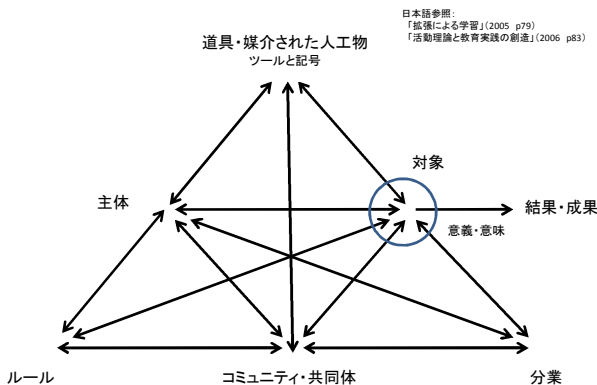 日本語参照：
「拡張による学習」（2005 p79）
「活動理論と教育実践の創造」（2006 p83）
道具・媒介された人工物
ツールと記号
対象
主体
結果・成果
意義・意味
ルール
コミュニティ・共同体
分業